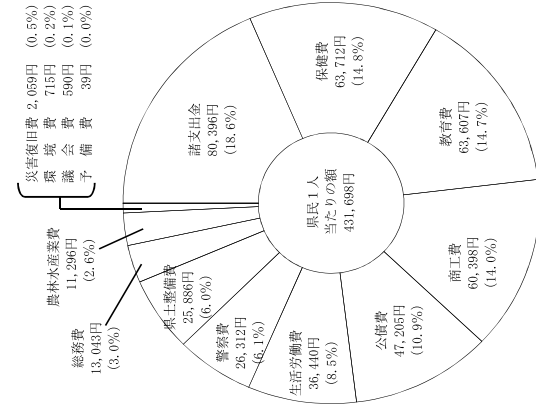 県民1人
当たりの額
431,698円
保健費
63,712円
(14.8%)
教育費
63,607円
(14.7%)
商工費
60,398円
(14.0%)
公債費
47,205円
(10.9%)
生活労働費
36,440円
(8.5%)
警察費
26,312円
(6.1%)
県土整備費
25,886円
(6.0%)
総務費
13,043円
(3.0%)
農林水産業費
11,296円
(2.6%)
災害復旧費 2,059円 (0.5%)
環境費 715円 (0.2%)
議会費 590円 (0.1%)
予備費 39円 (0.0%)
諸支出金
80,396円
(18.6%)